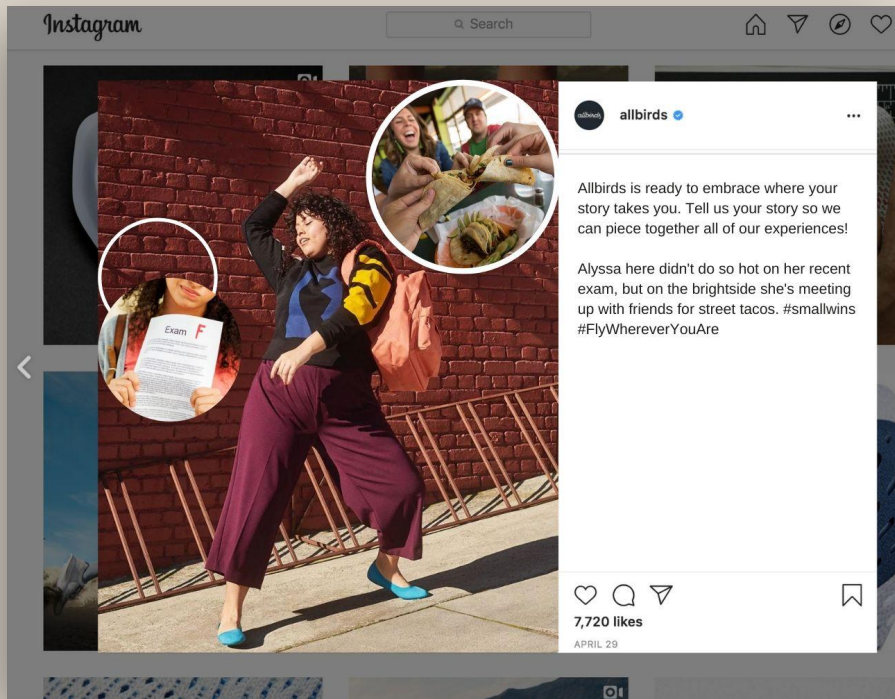 Instagram
Search
allbirds
allbirds
...
Allbirds is ready to embrace where your
story takes you. Tell us your story so we
can piece together all of our experiences!
Alyssa here didn't do so hot on her recent
exam, but on the brightside she's meeting
up with friends for street tacos. #smallwins
#FlyWhereverYouAre
Exam F
7,720 likes
APRIL 29